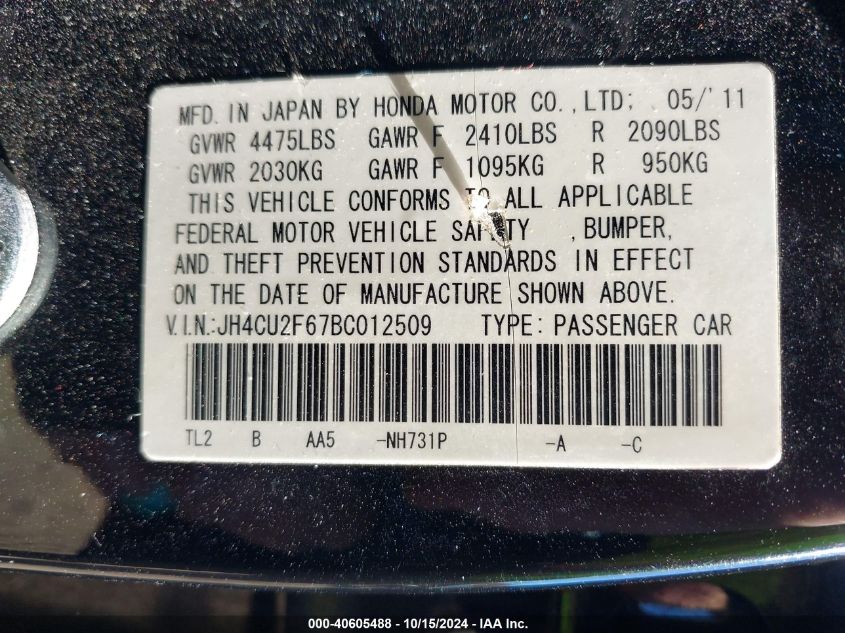 MFD. IN JAPAN BY HONDA MOTOR CO.,LTD; 05/'11
GVWR 4475LBS GAWR F 2410LBS R 2090LBS
GVWR 2030KG GAWR F 1095KG R 950KG
THIS VEHICLE CONFORMS TO ALL APPLICABLE
FEDERAL MOTOR VEHICLE SAFETY ,BUMPER,
AND THEFT PREVENTION STANDARDS IN EFFECT
ON THE DATE OF MANUFACTURE SHOWN ABOVE.
V.I.N.:JH4CU2F67BC012509 TYPE: PASSENGER CAR
TL2 B AA5 -NH731P -A -C
000-40605488 - 10/15/2024 - IAA Inc.